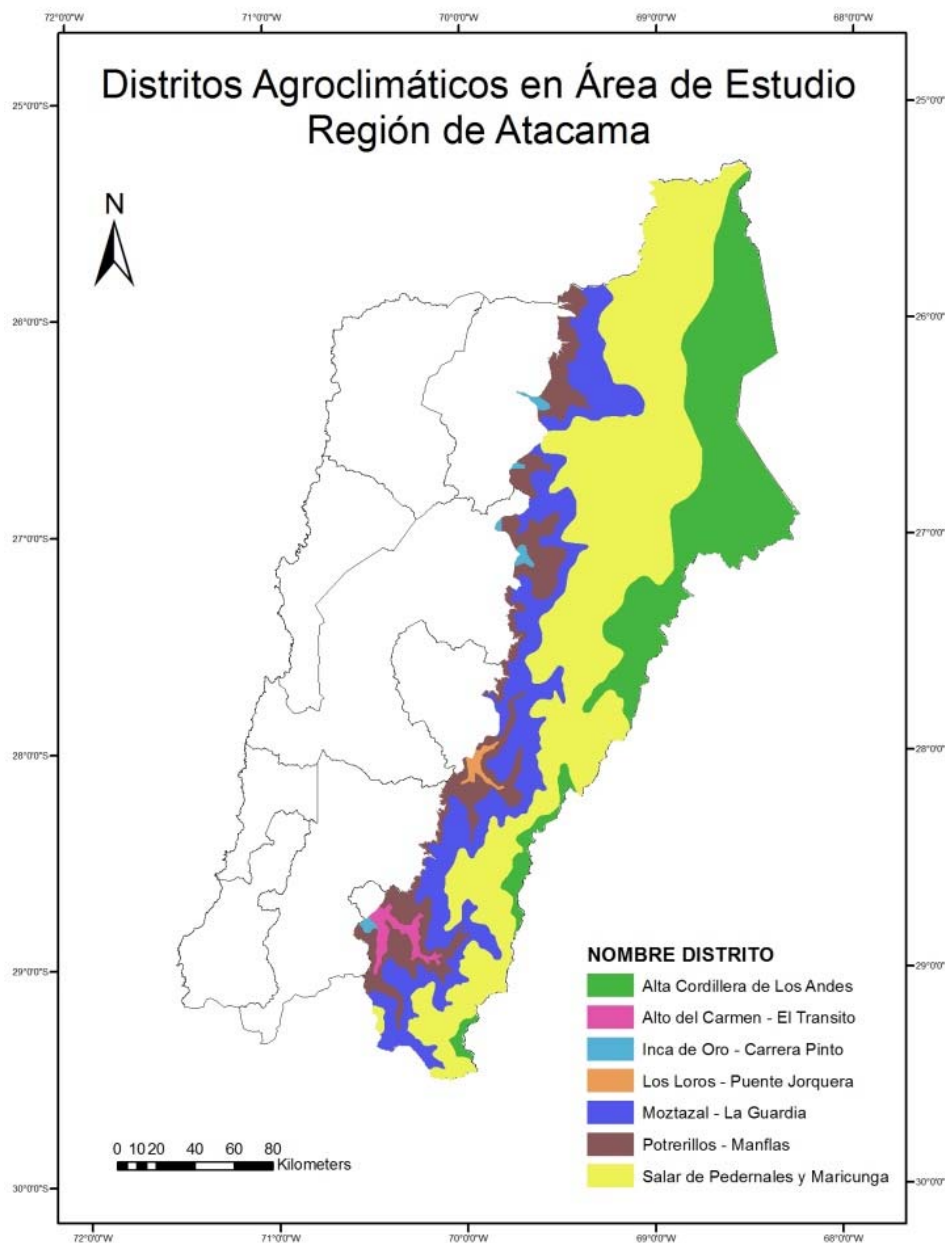 72°0'0"W 71°0'0"W 70°0'0"W 69°0'0"W 68°0'0"W
Distritos Agroclimáticos en Área de Estudio
Región de Atacama
25°0'0"S 25°0'0
N
26°0'0"S 26°0'0
27°0'0"S 27°0'0
28°0'0"S 28°0'0
29°0'0"S 29°0'0
30°0'0"S 30°0'0
NOMBRE DISTRITO
Alta Cordillera de Los Andes
Alto del Carmen - El Transito
Inca de Oro - Carrera Pinto
Los Loros - Puente Jorquera
Moztazal - La Guardia
Potrerillos - Manflas
Salar de Pedernales y Maricunga
0 10 20 40 60 80
Kilometers
72°0'0"W 71°0'0"W 70°0'0"W 69°0'0"W 68°0'0"W